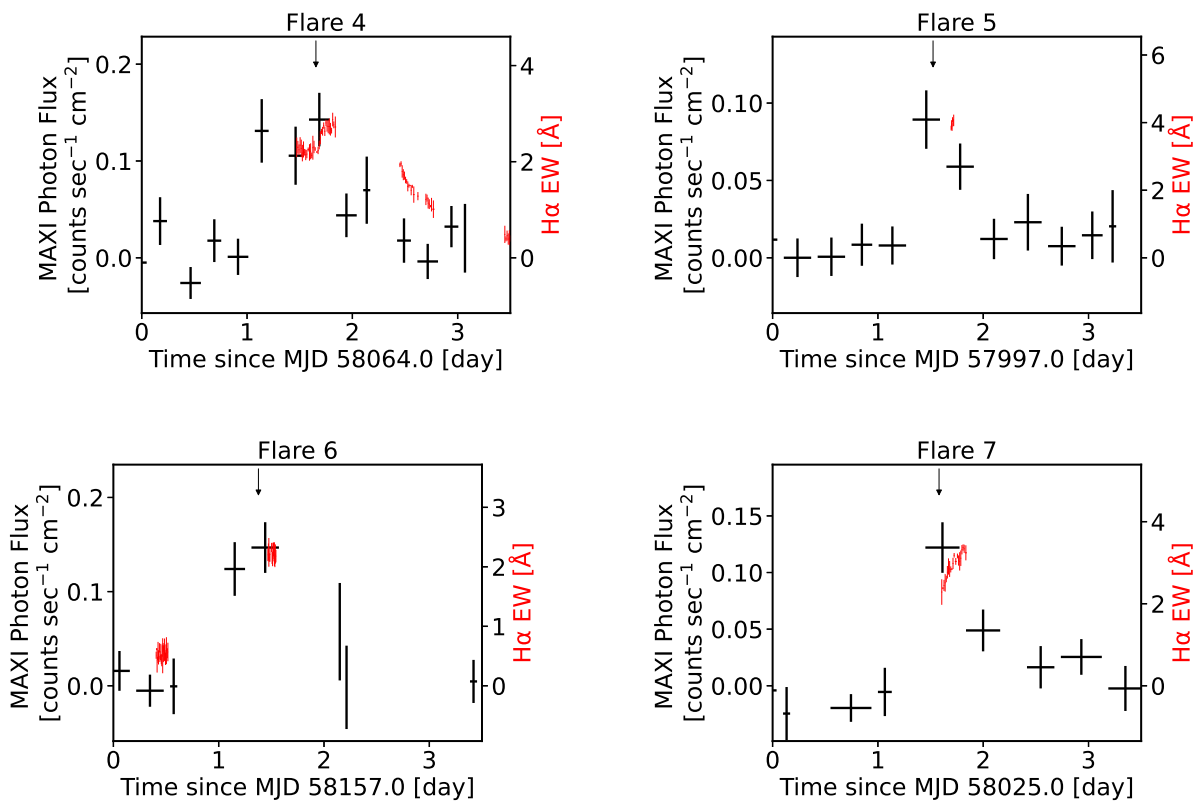 Flare 4
0.2
0.1
0.0
MAXI Photon Flux
[counts sec⁻¹ cm⁻²]
4
2
0
Hα EW [Å]
0 1 2 3
Time since MJD 58064.0 [day]
Flare 5
0.10
0.05
0.00
MAXI Photon Flux
[counts sec⁻¹ cm⁻²]
6
4
2
0
Hα EW [Å]
0 1 2 3
Time since MJD 57997.0 [day]
Flare 6
0.2
0.1
0.0
MAXI Photon Flux
[counts sec⁻¹ cm⁻²]
3
2
1
0
Hα EW [Å]
0 1 2 3
Time since MJD 58157.0 [day]
Flare 7
0.15
0.10
0.05
0.00
MAXI Photon Flux
[counts sec⁻¹ cm⁻²]
4
2
0
Hα EW [Å]
0 1 2 3
Time since MJD 58025.0 [day]